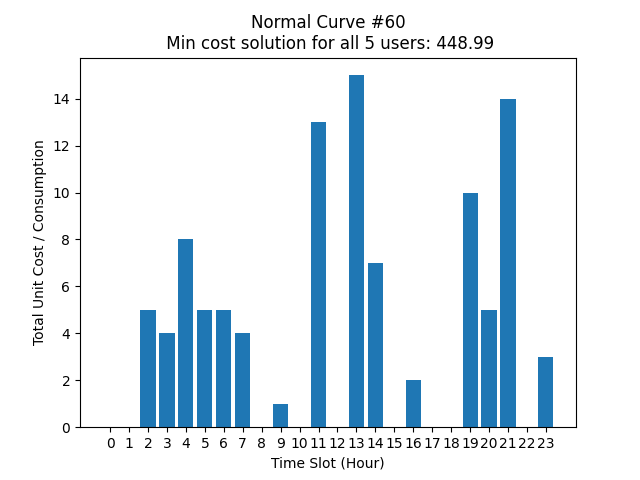 Normal Curve #60
Min cost solution for all 5 users: 448.99
Total Unit Cost / Consumption
14
12
10
8
6
4
2
0
0 1 2 3 4 5 6 7 8 9 10 11 12 13 14 15 16 17 18 19 20 21 22 23
Time Slot (Hour)